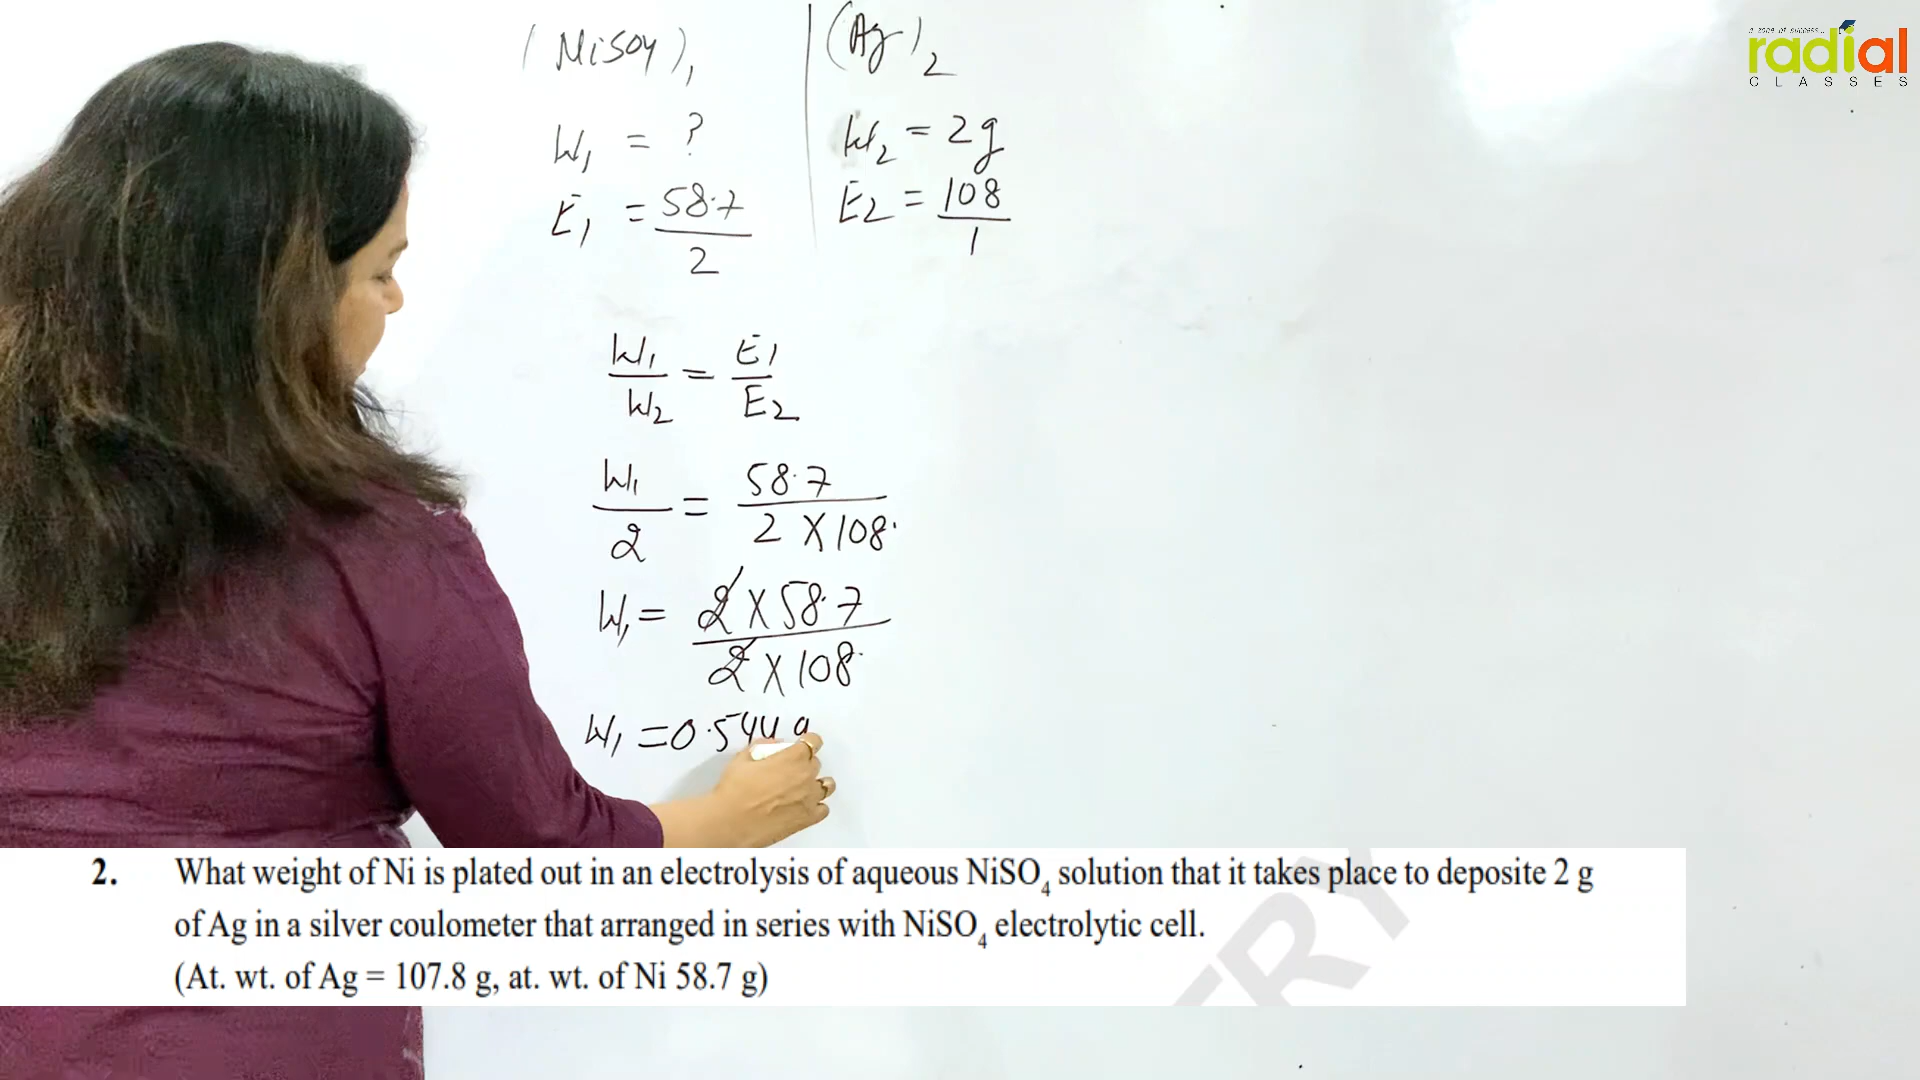 A ZONE OF SUCCESS...
radial
CLASSES
(NiSO4)1 (Ag)2
W1 = ? W2 = 2g
E1 = 58.7/2 E2 = 108/1
W1/W2 = E1/E2
W1/2 = 58.7/2 X 108.
W1 = 2 X 58.7/2 X 108.
W1 = 0.544 g
2. What weight of Ni is plated out in an electrolysis of aqueous NiSO4 solution that it takes place to deposite 2 g
of Ag in a silver coulometer that arranged in series with NiSO4 electrolytic cell.
(At. wt. of Ag = 107.8 g, at. wt. of Ni 58.7 g)